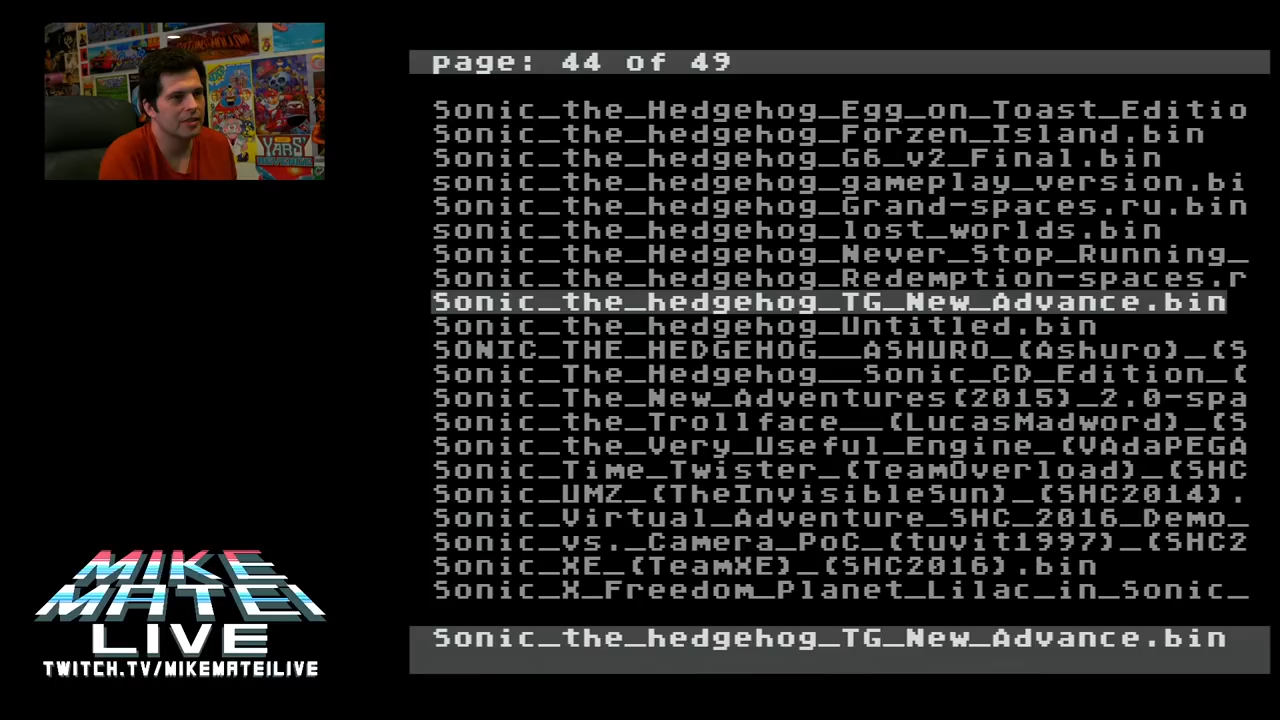 page: 44 of 49
Sonic_the_Hedgehog_Egg_on_Toast_Editio
Sonic_the_hedgehog_Forzen_Island.bin
Sonic_the_hedgehog_G6_v2_Final.bin
sonic_the_hedgehog_gameplay_version.bi
Sonic_the_hedgehog_Grand-spaces.ru.bin
sonic_the_hedgehog_lost_worlds.bin
Sonic_the_Hedgehog_Never_Stop_Running_
Sonic_the_hedgehog_Redemption-spaces.r
Sonic_the_hedgehog_TG_New_Advance.bin
Sonic_the_hedgehog_Untitled.bin
SONIC_THE_HEDGEHOG__ASHURO_(Ashuro)_(S
Sonic_The_Hedgehog__Sonic_CD_Edition_(
Sonic_The_New_Adventures(2015)_2.0-spa
Sonic_the_Trollface__(LucasMadword)_(S
Sonic_the_Very_Useful_Engine_(VAdaPEGA
Sonic_Time_Twister_(TeamOverload)_(SHC
Sonic_UMZ_(TheInvisibleSun)_(SHC2014).
Sonic_Virtual_Adventure_SHC_2016_Demo_
Sonic_vs._Camera_PoC_(tuvit1997)_(SHC2
Sonic_XE_(TeamXE)_(SHC2016).bin
Sonic_X_Freedom_Planet_Lilac_in_Sonic_
Sonic_the_hedgehog_TG_New_Advance.bin
YARS'
MIKE
MATEI
LIVE
TWITCH.TV/MIKEMATEILIVE